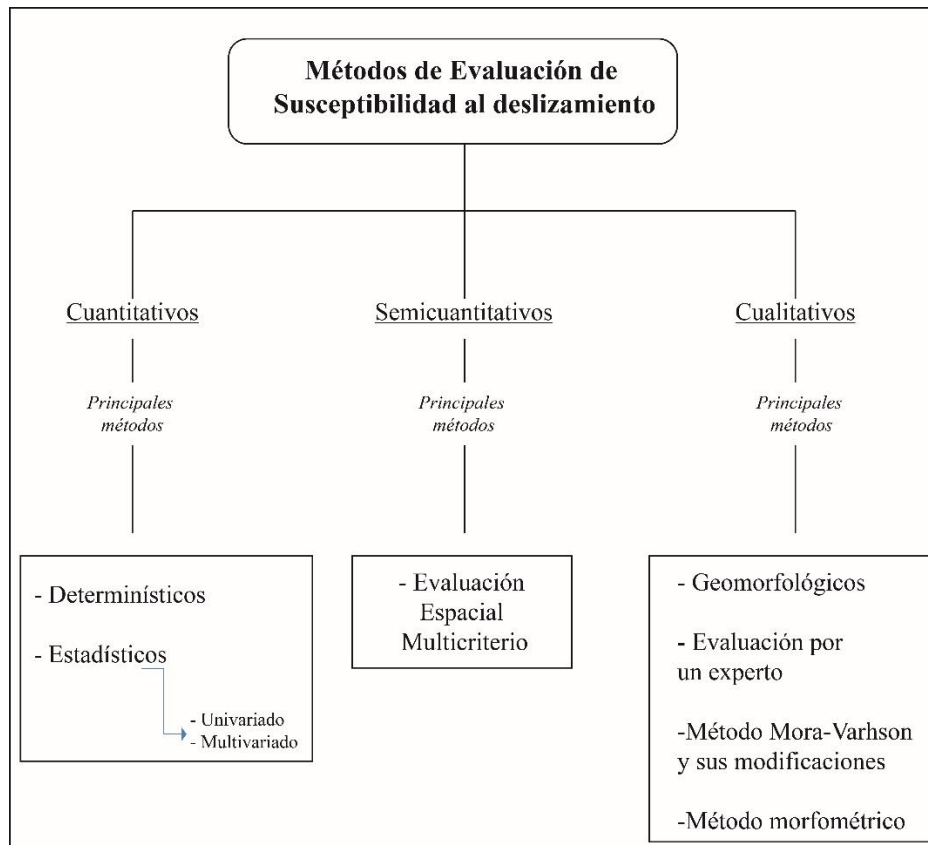 Métodos de Evaluación de
Susceptibilidad al deslizamiento
Cuantitativos
Principales
métodos
- Determinísticos
- Estadísticos
- Univariado
- Multivariado
Semicuantitativos
Principales
métodos
- Evaluación
Espacial
Multicriterio
Cualitativos
Principales
métodos
- Geomorfológicos
- Evaluación por
un experto
-Método Mora-Varhson
y sus modificaciones
-Método morfométrico